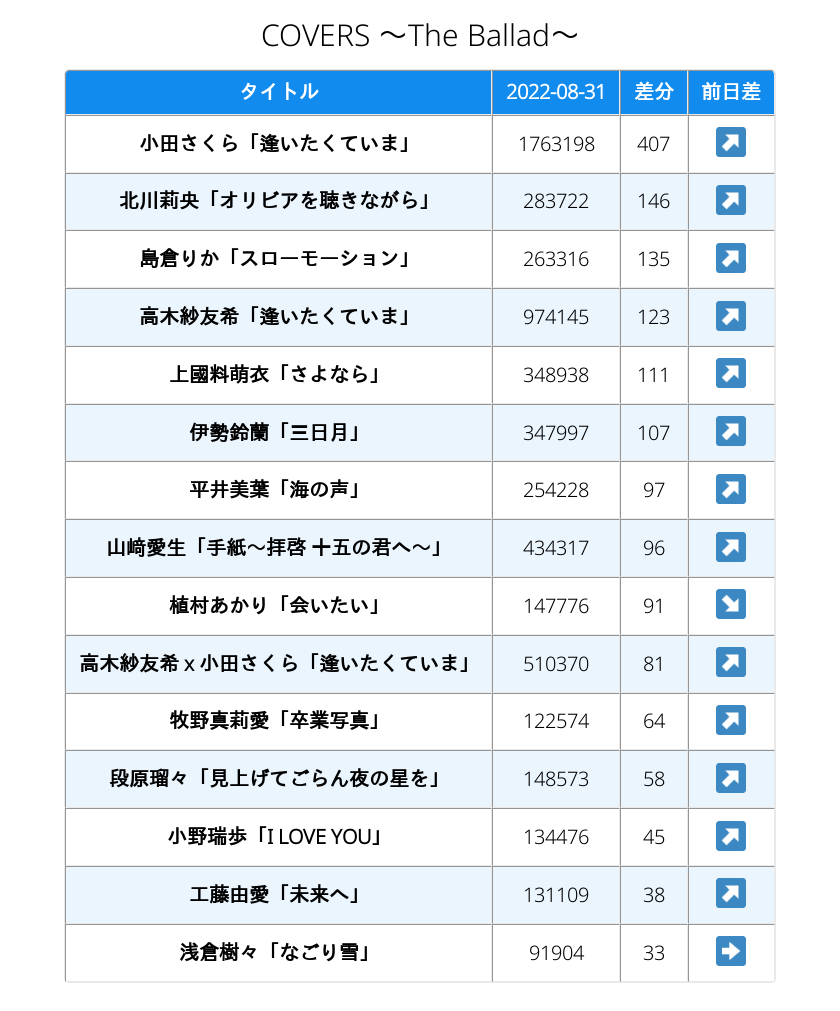 COVERS ～The Ballad～
タイトル 2022-08-31 差分 前日差
小田さくら「逢いたくていま」 1763198 407 ↗
北川莉央「オリビアを聴きながら」 283722 146 ↗
島倉りか「スローモーション」 263316 135 ↗
高木紗友希「逢いたくていま」 974145 123 ↗
上國料萌衣「さよなら」 348938 111 ↗
伊勢鈴蘭「三日月」 347997 107 ↗
平井美葉「海の声」 254228 97 ↗
山﨑愛生「手紙～拝啓 十五の君へ～」 434317 96 ↗
植村あかり「会いたい」 147776 91 ↘
高木紗友希 x 小田さくら「逢いたくていま」 510370 81 ↗
牧野真莉愛「卒業写真」 122574 64 ↗
段原瑠々「見上げてごらん夜の星を」 148573 58 ↗
小野瑞歩「I LOVE YOU」 134476 45 ↗
工藤由愛「未来へ」 131109 38 ↗
浅倉樹々「なごり雪」 91904 33 ➡